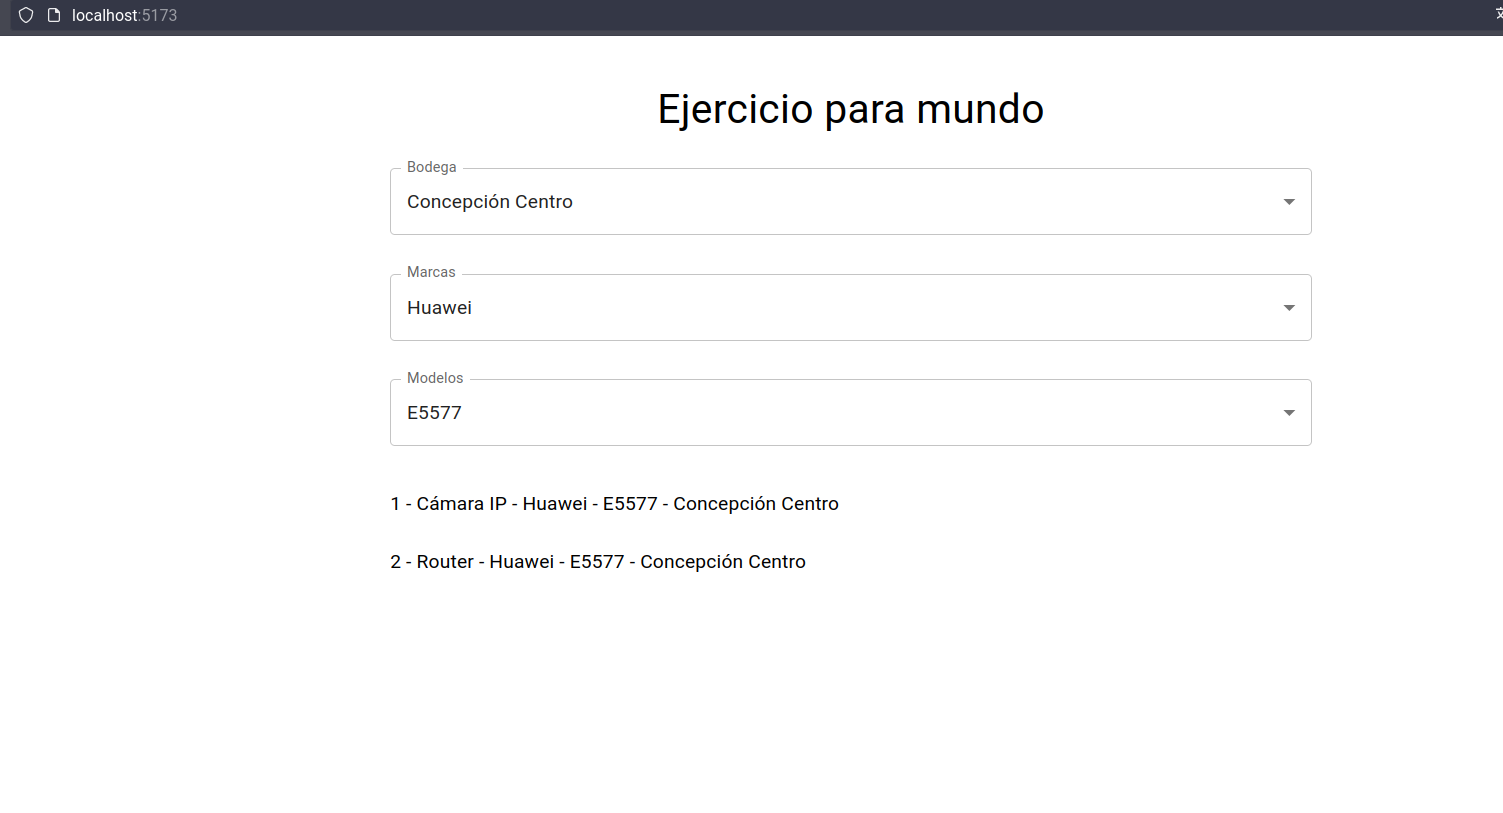 localhost:5173
Ejercicio para mundo
Bodega
Concepción Centro
Marcas
Huawei
Modelos
E5577
1 - Cámara IP - Huawei - E5577 - Concepción Centro
2 - Router - Huawei - E5577 - Concepción Centro